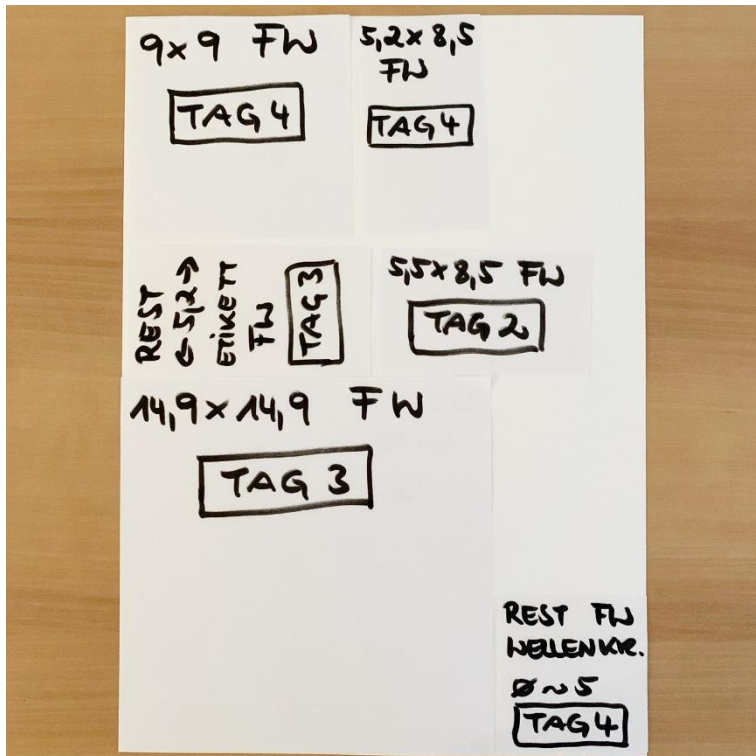 9x9 FW
TAG 4
5,2x8,5
FW
TAG 4
REST
←5,2→
ETIKETT
FW
TAG 3
5,5x8,5 FW
TAG 2
14,9x14,9 FW
TAG 3
REST FW
WELLENKR.
Ø~5
TAG 4